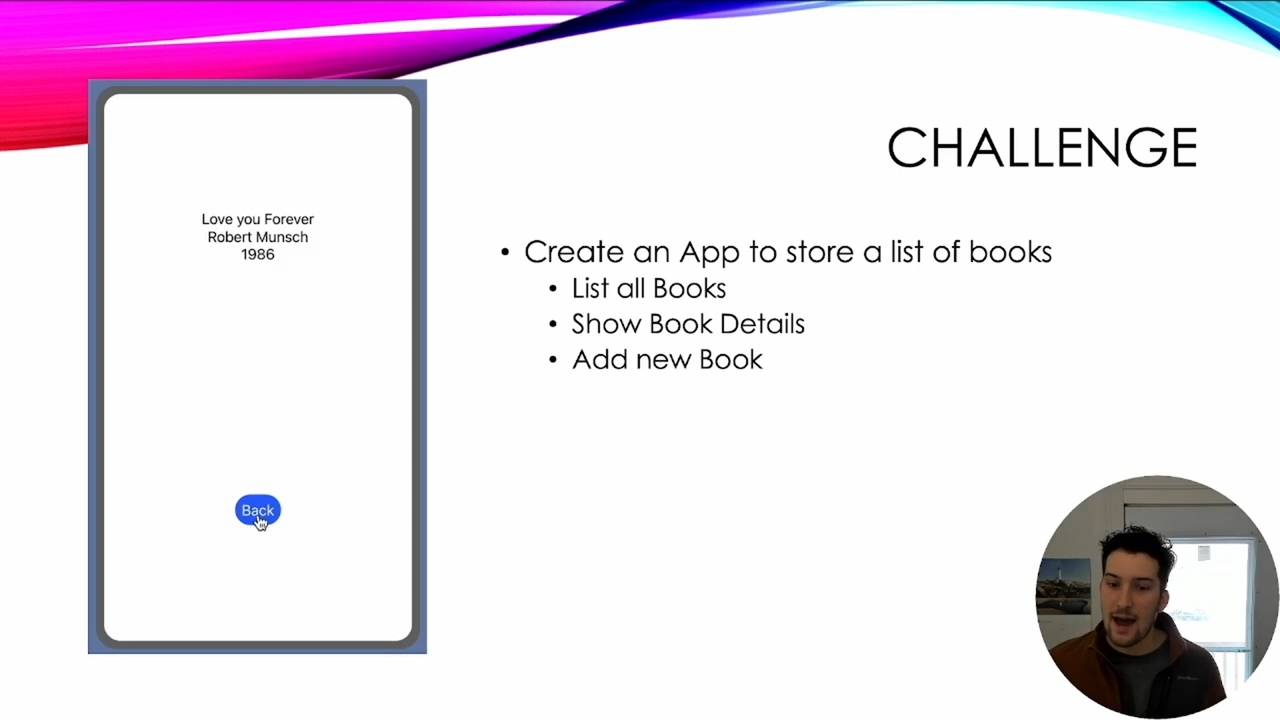 CHALLENGE
Love you Forever
Robert Munsch
1986
Back
• Create an App to store a list of books
• List all Books
• Show Book Details
• Add new Book